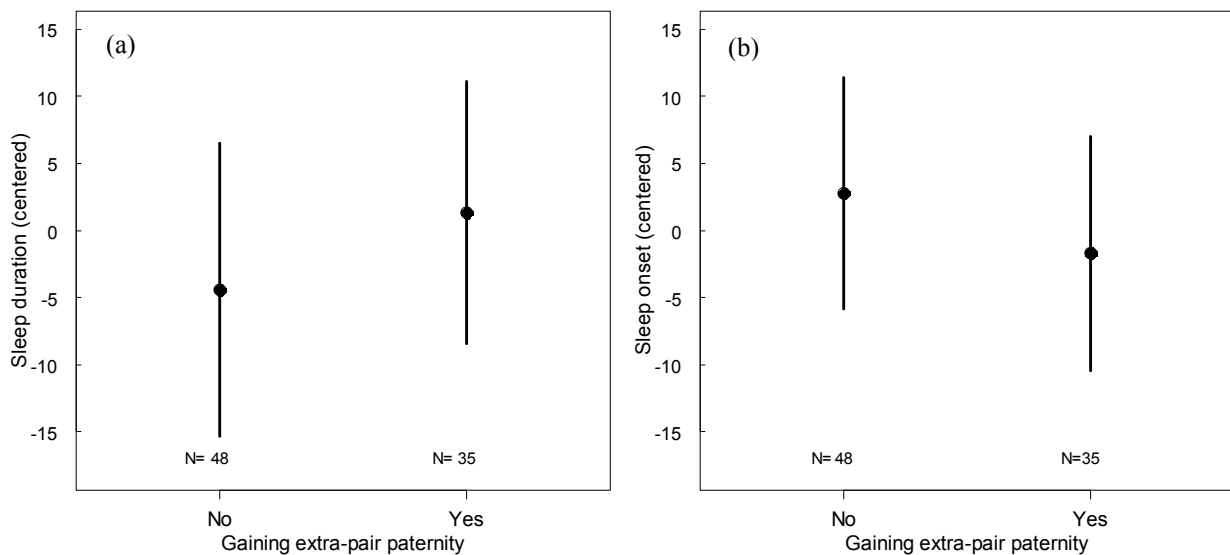 (a)
Sleep duration (centered)
15
10
5
0
-5
-10
-15
N= 48
N= 35
No
Yes
Gaining extra-pair paternity
(b)
Sleep onset (centered)
15
10
5
0
-5
-10
-15
N= 48
N=35
No
Yes
Gaining extra-pair paternity